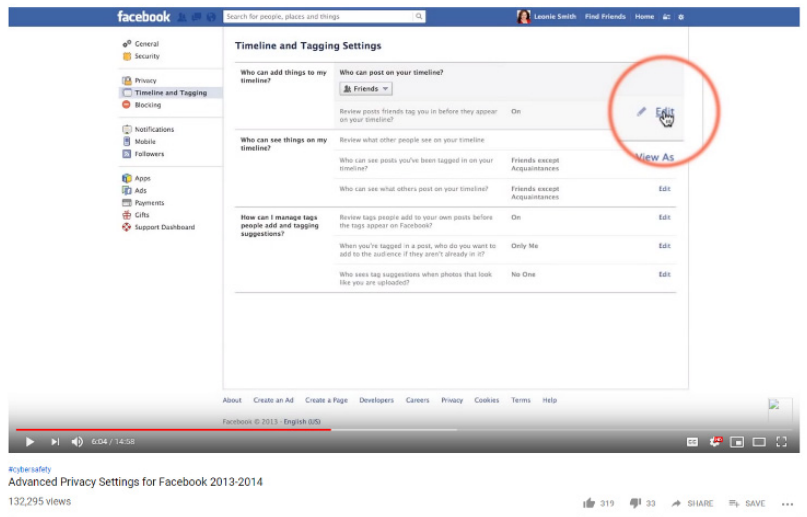 facebook
Search for people, places and things
Leonie Smith Find Friends Home
General
Security
Privacy
Timeline and Tagging
Blocking
Notifications
Mobile
Followers
Apps
Ads
Payments
Gifts
Support Dashboard
Timeline and Tagging Settings
Who can add things to my
timeline?
Who can post on your timeline?
Friends
Review posts friends tag you in before they appear
on your timeline?
On
Edit
Who can see things on my
timeline?
Review what other people see on your timeline
View As
Who can see posts you've been tagged in on your
timeline?
Friends except
Acquaintances
Who can see what others post on your timeline?
Friends except
Acquaintances
Edit
How can I manage tags
people add and tagging
suggestions?
Review tags people add to your own posts before
the tags appear on Facebook?
On
Edit
When you're tagged in a post, who do you want to
add to the audience if they aren't already in it?
Only Me
Edit
Who sees tag suggestions when photos that look
like you are uploaded?
No One
Edit
About Create an Ad Create a Page Developers Careers Privacy Cookies Terms Help
Facebook © 2013 · English (US)
6:04 / 14:58
#cybersafety
Advanced Privacy Settings for Facebook 2013-2014
132,295 views
319 33 SHARE SAVE